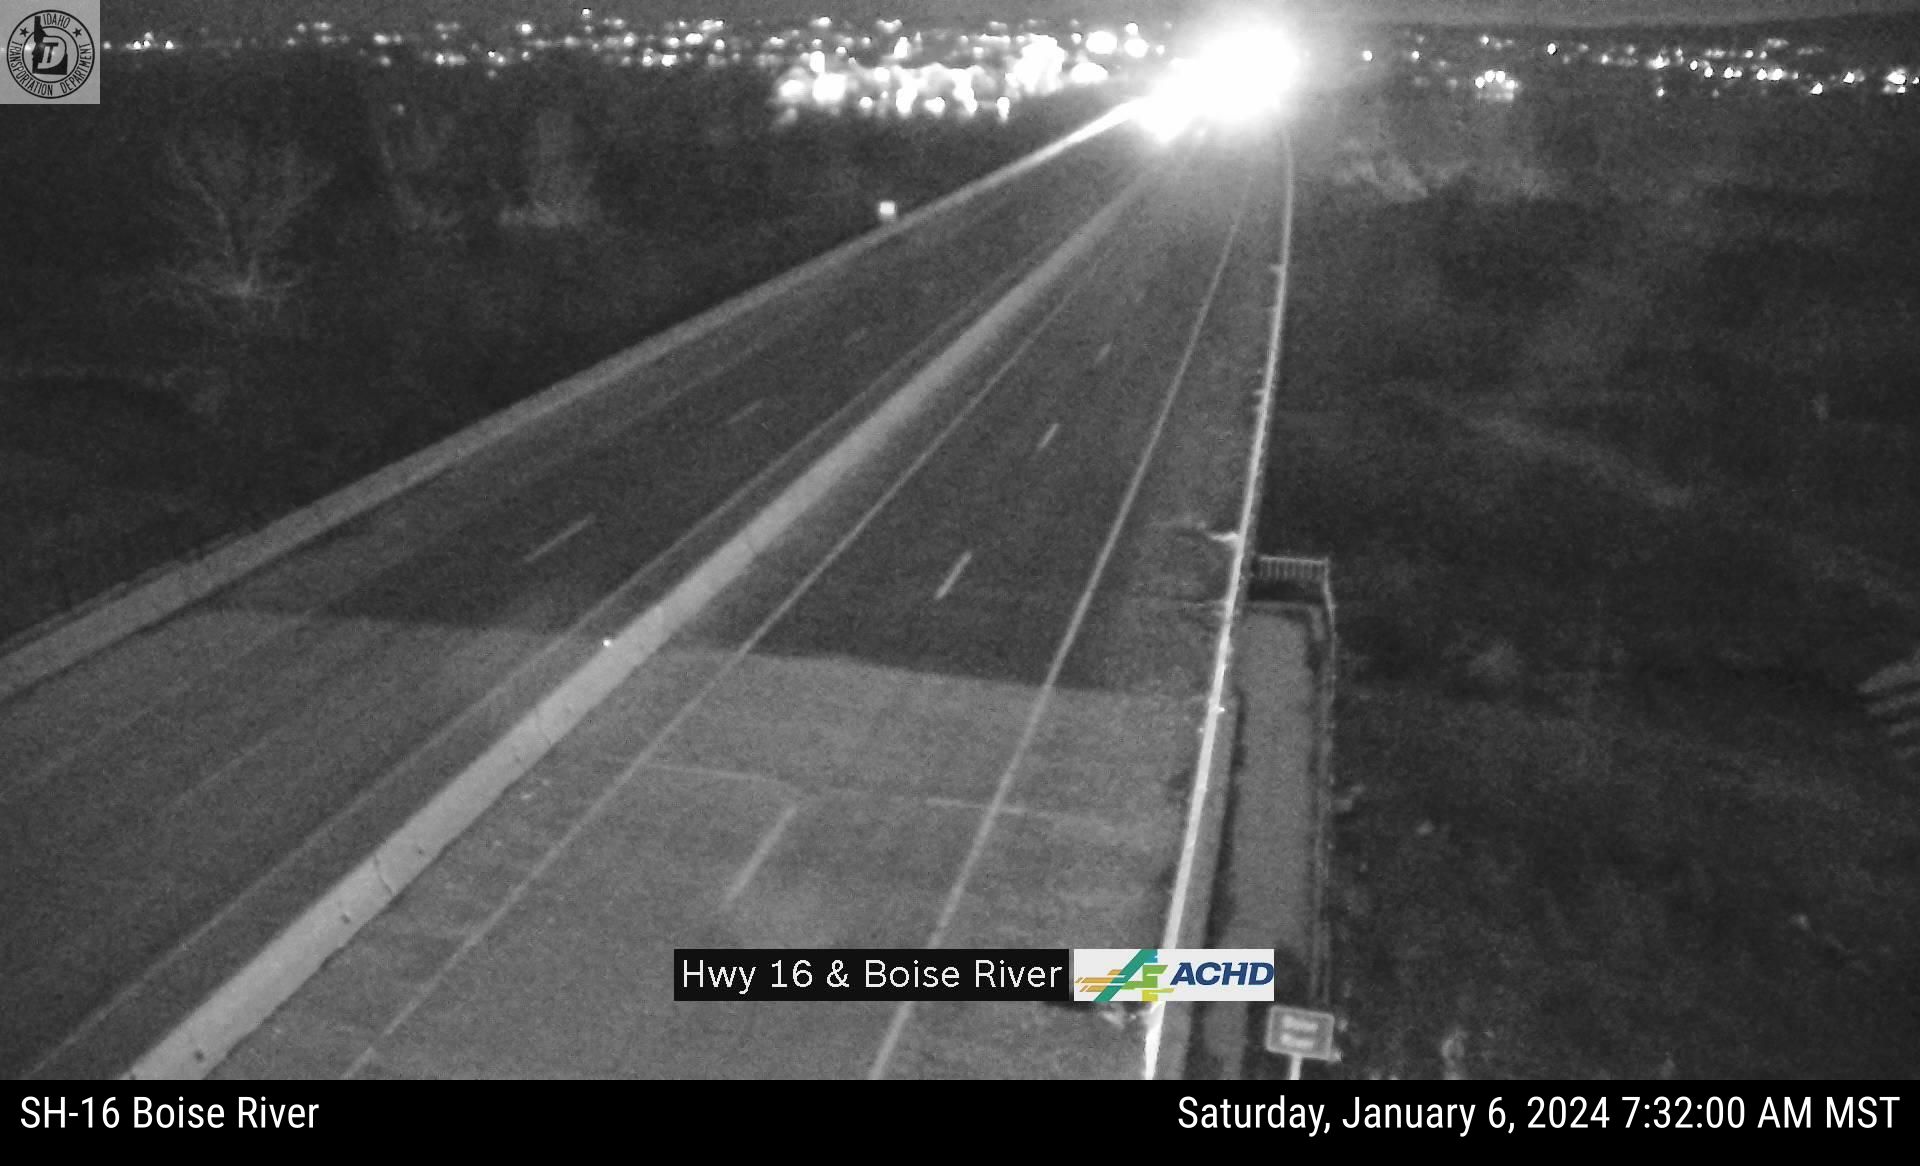 IDAHO
TRANSPORTATION DEPARTMENT
Hwy 16 & Boise River
ACHD
SH-16 Boise River
Saturday, January 6, 2024 7:32:00 AM MST